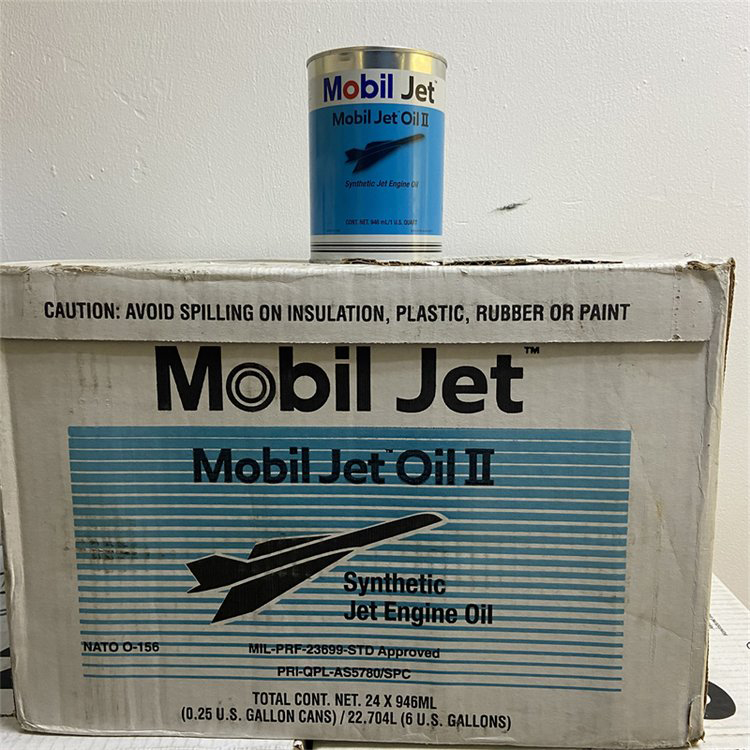 Mobil Jet™
Mobil Jet™ Oil II
Synthetic Jet Engine Oil
CONT. NET. 946 mL/1 U.S. QUART
CAUTION: AVOID SPILLING ON INSULATION, PLASTIC, RUBBER OR PAINT
Mobil Jet™
Mobil Jet™ Oil II
Synthetic
Jet Engine Oil
NATO O-156
MIL-PRF-23699-STD Approved
PRI-QPL-AS5780/SPC
TOTAL CONT. NET. 24 X 946ML
(0.25 U.S. GALLON CANS) / 22,704L (6 U.S. GALLONS)